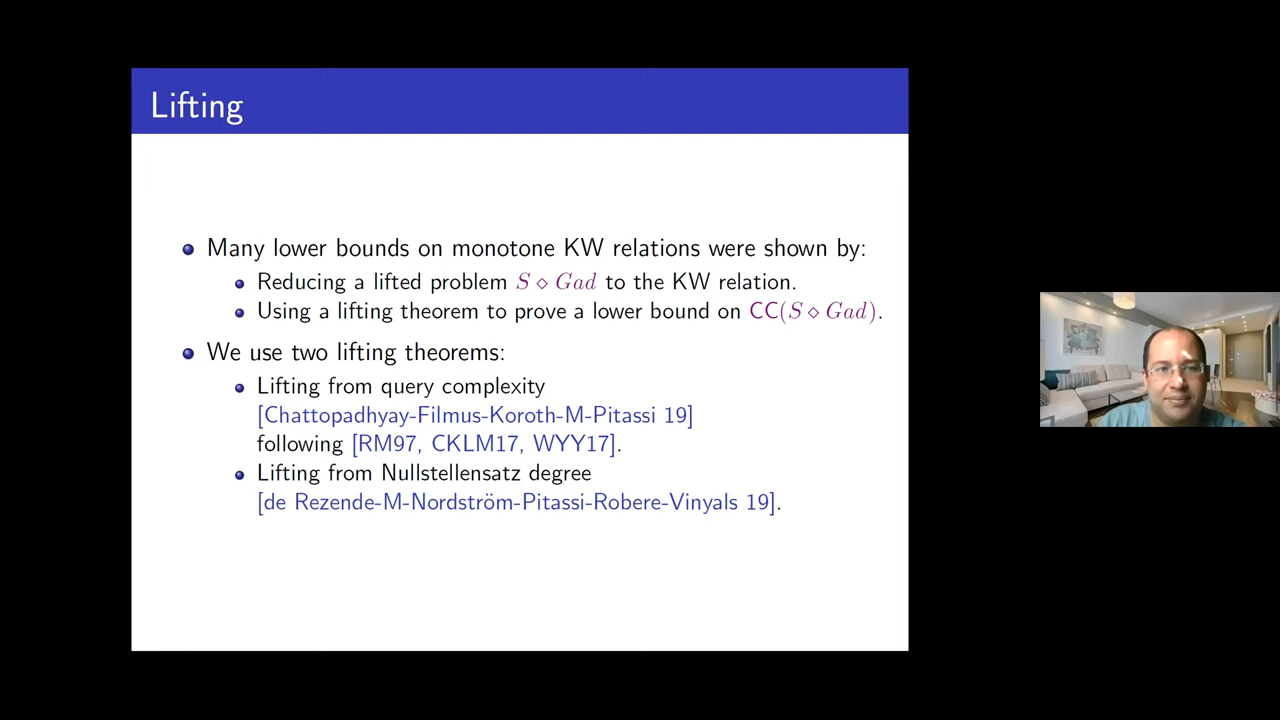 Lifting
Many lower bounds on monotone KW relations were shown by:
Reducing a lifted problem S ⋄ Gad to the KW relation.
Using a lifting theorem to prove a lower bound on CC(S ⋄ Gad).
We use two lifting theorems:
Lifting from query complexity
[Chattopadhyay-Filmus-Koroth-M-Pitassi 19]
following [RM97, CKLM17, WYY17].
Lifting from Nullstellensatz degree
[de Rezende-M-Nordström-Pitassi-Robere-Vinyals 19].